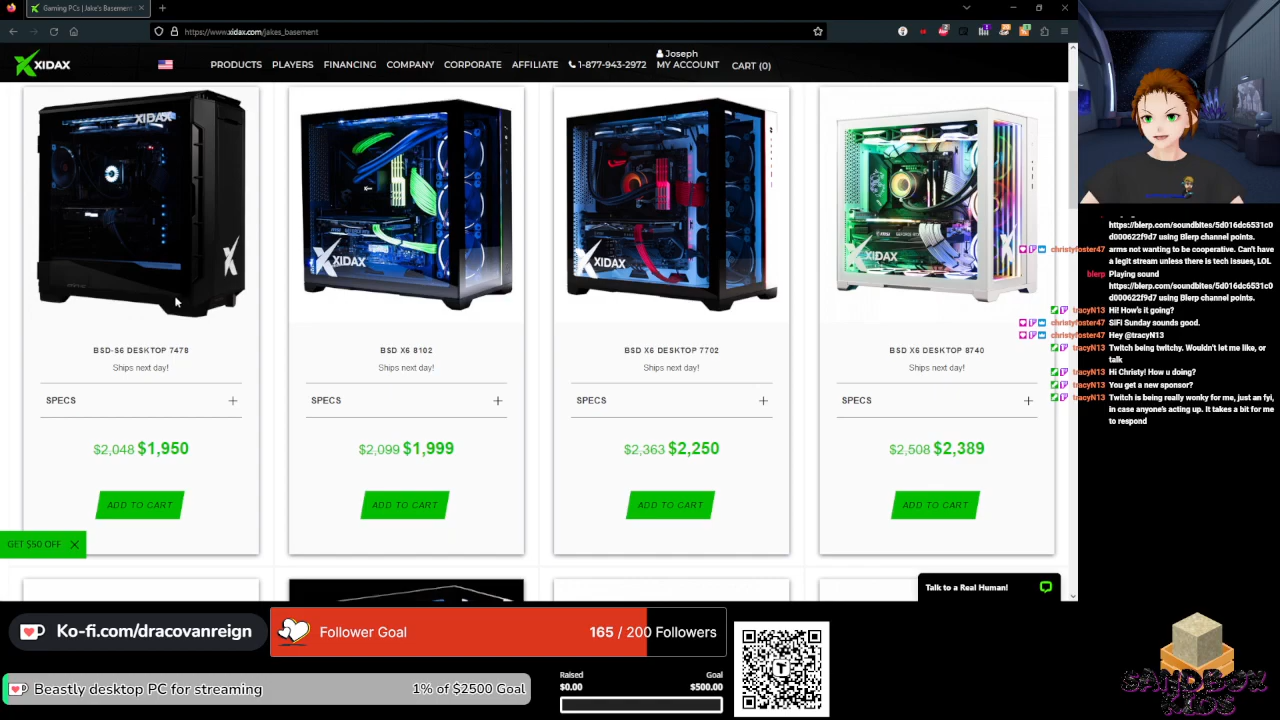 Gaming PCs | Jake's Basement
https://www.xidax.com/jakes_basement
XIDAX
PRODUCTS PLAYERS FINANCING COMPANY CORPORATE AFFILIATE 1-877-943-2972
Joseph
MY ACCOUNT
CART (0)
XIDAX
X
XIDAX
XIDAX
XIDAX
BSD-S6 DESKTOP 7478
Ships next day!
SPECS +
$2,048 $1,950
ADD TO CART
BSD X6 8102
Ships next day!
SPECS +
$2,099 $1,999
ADD TO CART
BSD X6 DESKTOP 7702
Ships next day!
SPECS +
$2,363 $2,250
ADD TO CART
BSD X6 DESKTOP 8740
Ships next day!
SPECS +
$2,508 $2,389
ADD TO CART
GET $50 OFF
Talk to a Real Human!
https://blerp.com/soundbites/5d016dc6531c0
d000622f9d7 using Blerp channel points.
christyfoster47 arms not wanting to be cooperative. Can't have
a legit stream unless there is tech issues, LOL
blerp Playing sound
https://blerp.com/soundbites/5d016dc6531c0
d000622f9d7 using Blerp channel points.
tracyN13 Hi! How's it going?
christyfoster47 SiFi Sunday sounds good.
christyfoster47 Hey @tracyN13
tracyN13 Twitch being twitchy. Wouldn't let me like, or
talk
tracyN13 Hi Christy! How u doing?
tracyN13 You get a new sponsor?
tracyN13 Twitch is being really wonky for me, just an fyi,
in case anyone's acting up. It takes a bit for me
to respond
Ko-fi.com/dracovanreign
Follower Goal 165 / 200 Followers
Beastly desktop PC for streaming 1% of $2500 Goal
Raised Goal
$0.00 $500.00
T
SANDBOX
KIDS